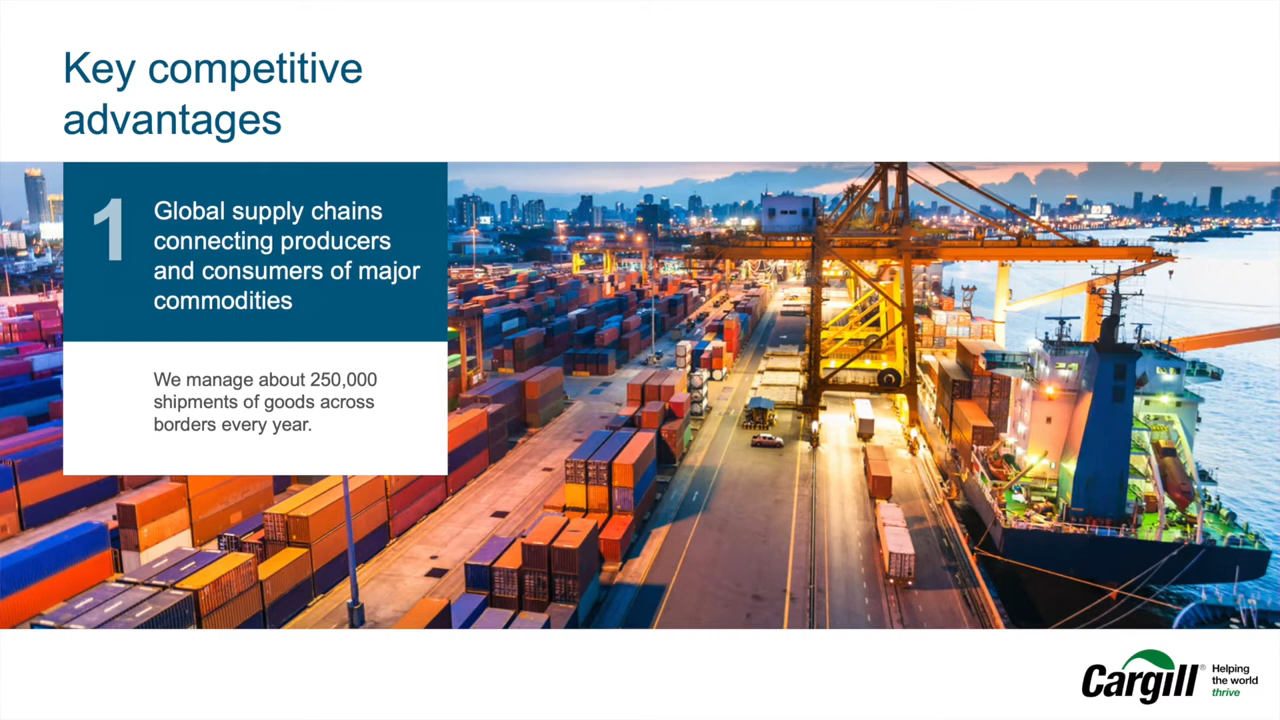 Key competitive
advantages
1
Global supply chains
connecting producers
and consumers of major
commodities
We manage about 250,000
shipments of goods across
borders every year.
Cargill®
Helping
the world
thrive